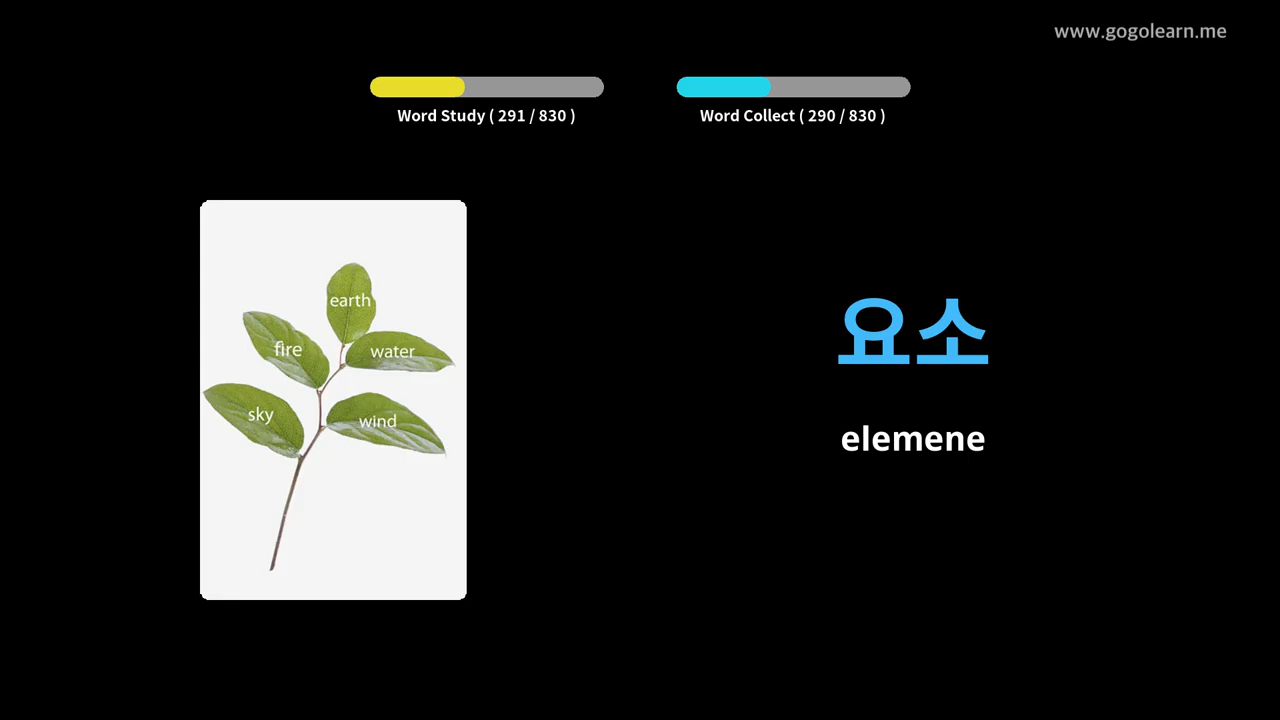 www.gogolearn.me
Word Study ( 291 / 830 )
Word Collect ( 290 / 830 )
earth
fire
water
sky
wind
요소
elemene